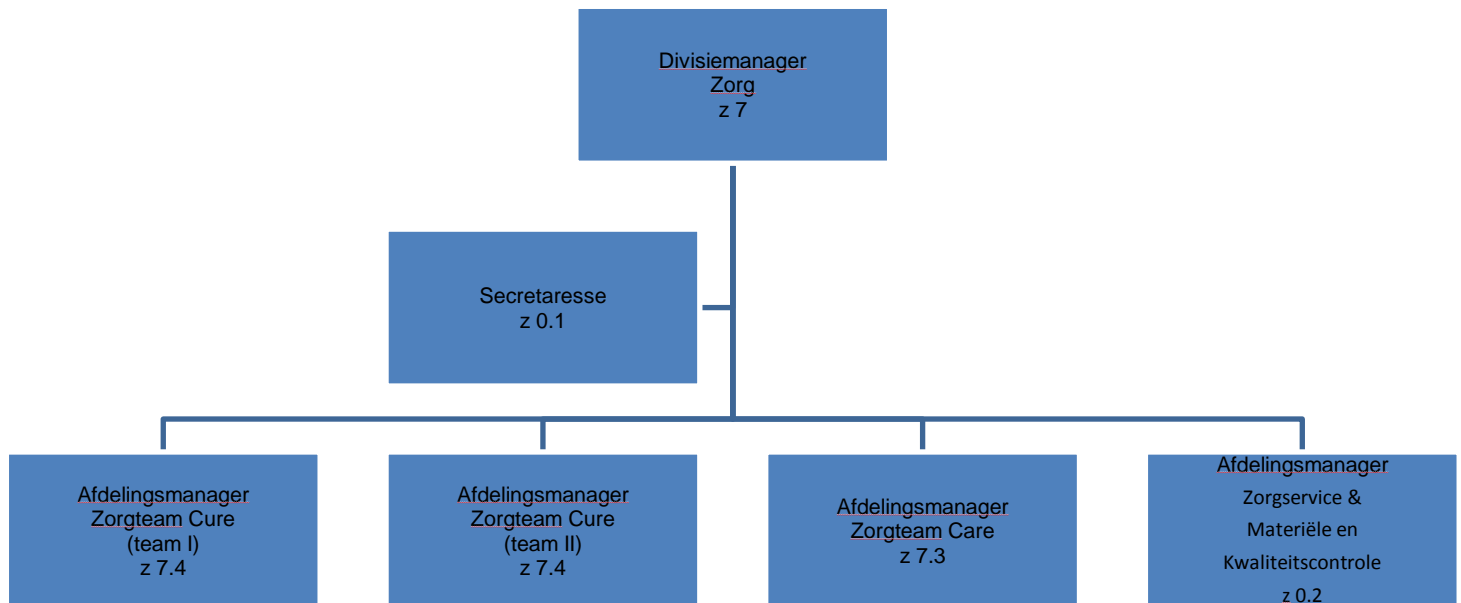 Divisiemanager
Zorg
z 7
Secretaresse
z 0.1
Afdelingsmanager
Zorgteam Cure
(team I)
z 7.4
Afdelingsmanager
Zorgteam Cure
(team II)
z 7.4
Afdelingsmanager
Zorgteam Care
z 7.3
Afdelingsmanager
Zorgservice &
Materiële en
Kwaliteitscontrole
z 0.2